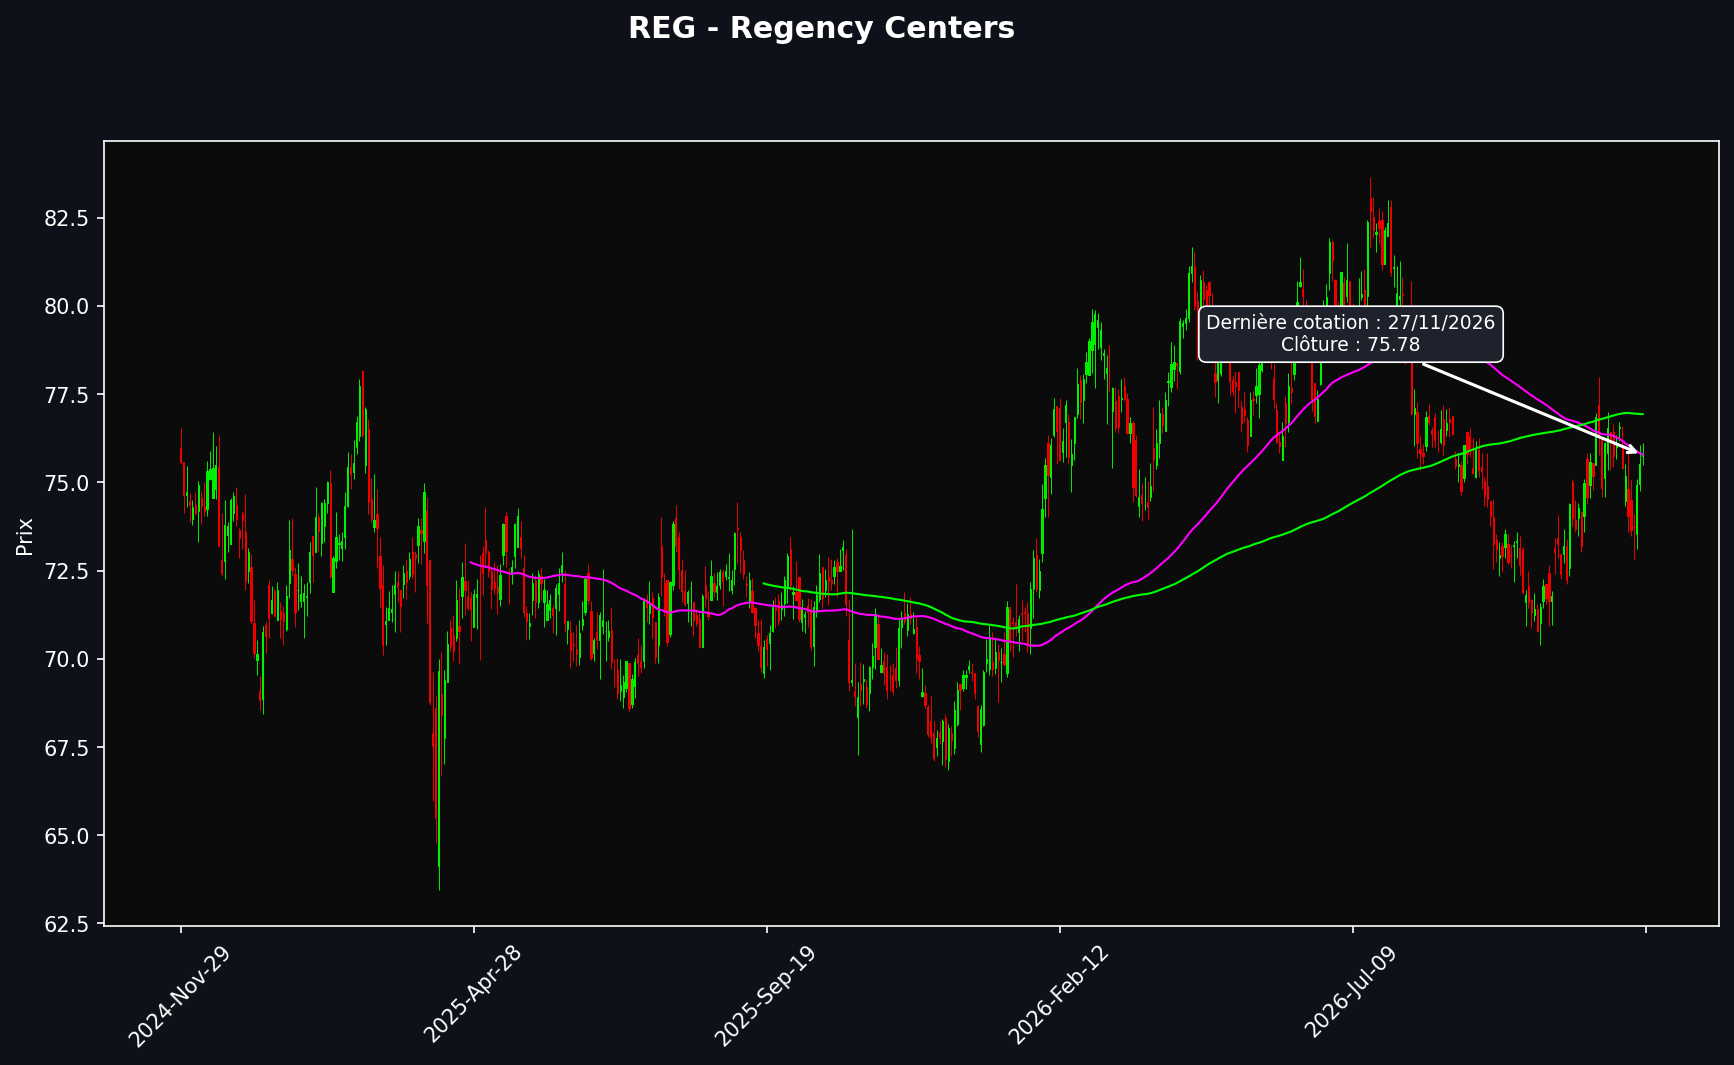 REG - Regency Centers
Prix
82.5
80.0
77.5
75.0
72.5
70.0
67.5
65.0
62.5
Dernière cotation : 27/11/2026
Clôture : 75.78
2024-Nov-29
2025-Apr-28
2025-Sep-19
2026-Feb-12
2026-Jul-09